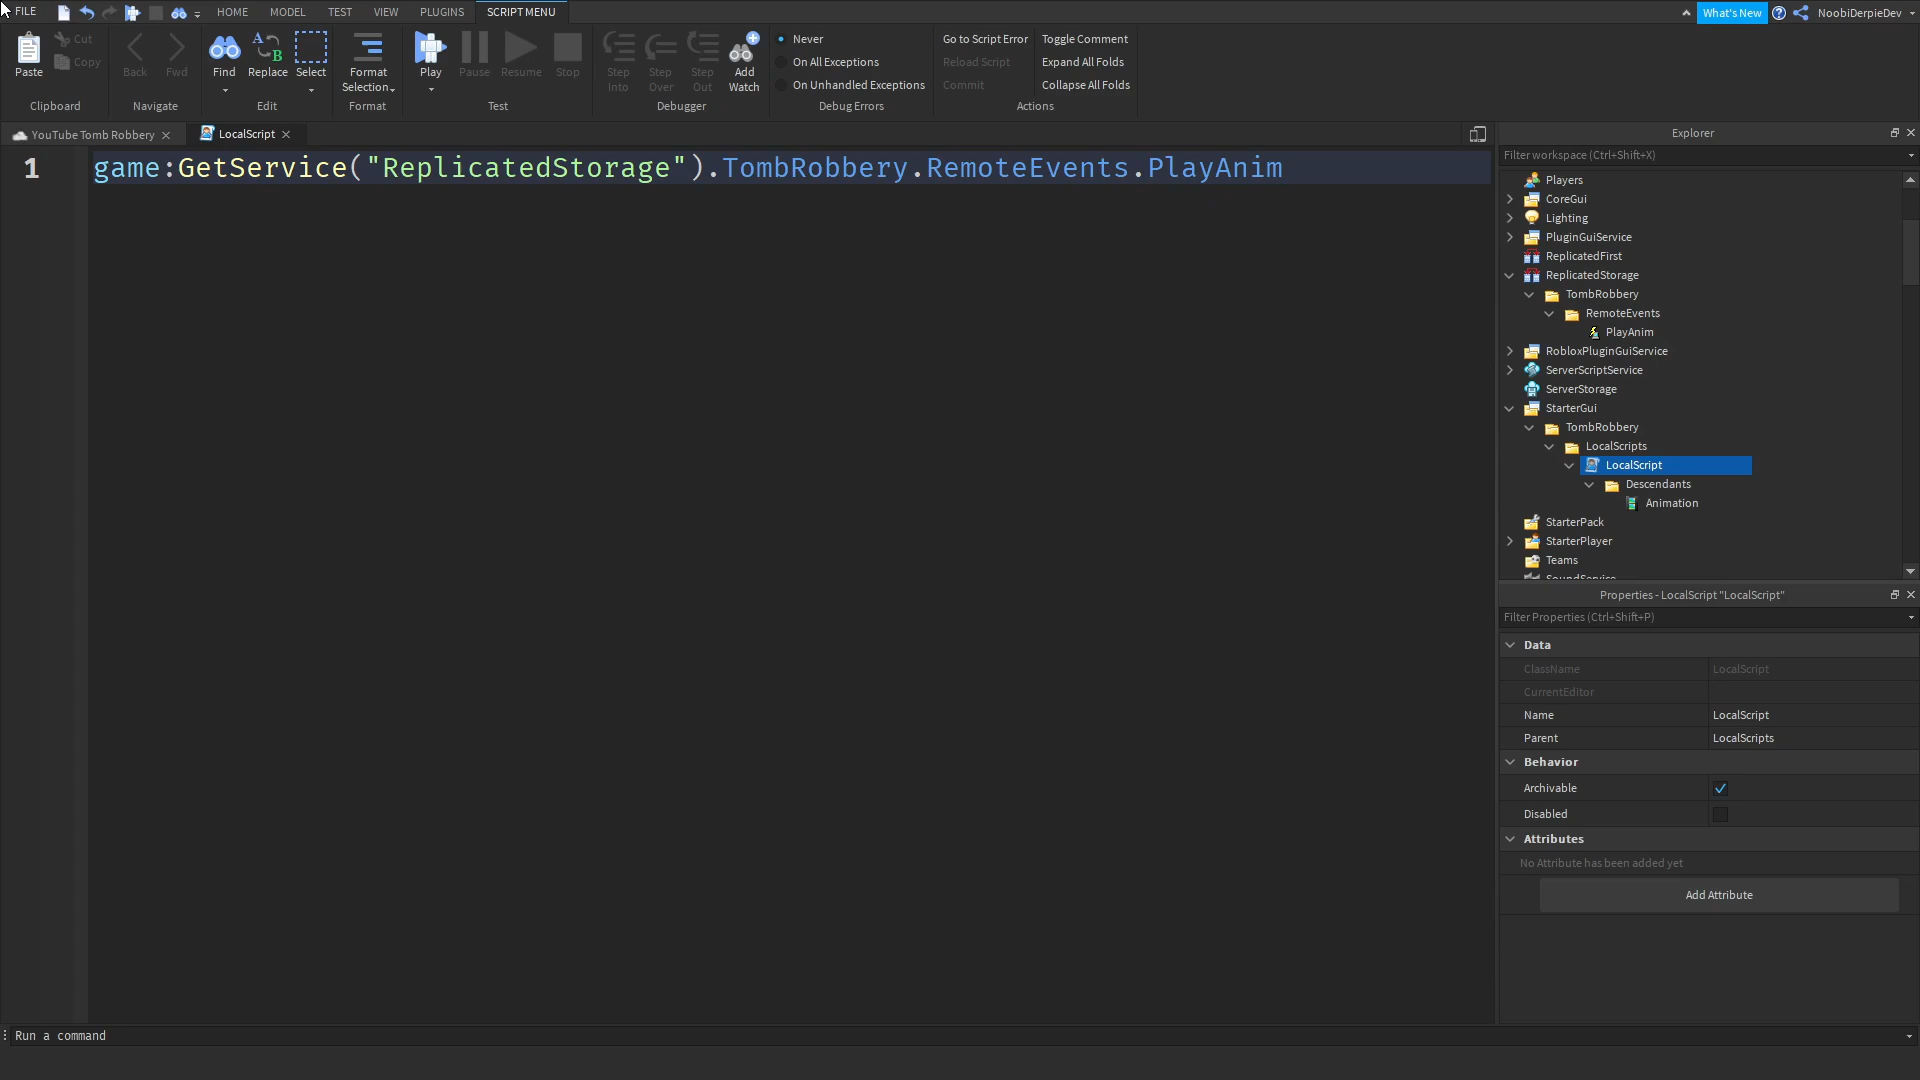 FILE
HOME
MODEL
TEST
VIEW
PLUGINS
SCRIPT MENU
What's New
NoobiDerpieDev
Paste
Cut
Copy
Clipboard
Back
Fwd
Navigate
Find
Replace
Select
Edit
Format
Selection
Format
Play
Pause
Resume
Stop
Test
Step
Into
Step
Over
Step
Out
Add
Watch
Debugger
Never
On All Exceptions
On Unhandled Exceptions
Debug Errors
Go to Script Error
Reload Script
Commit
Toggle Comment
Expand All Folds
Collapse All Folds
Actions
YouTube Tomb Robbery
LocalScript
1 game:GetService("ReplicatedStorage").TombRobbery.RemoteEvents.PlayAnim
Explorer
Filter workspace (Ctrl+Shift+X)
Players
CoreGui
Lighting
PluginGuiService
ReplicatedFirst
ReplicatedStorage
TombRobbery
RemoteEvents
PlayAnim
RobloxPluginGuiService
ServerScriptService
ServerStorage
StarterGui
TombRobbery
LocalScripts
LocalScript
Descendants
Animation
StarterPack
StarterPlayer
Teams
SoundService
Properties - LocalScript "LocalScript"
Filter Properties (Ctrl+Shift+P)
Data
ClassName LocalScript
CurrentEditor
Name LocalScript
Parent LocalScripts
Behavior
Archivable
Disabled
Attributes
No Attribute has been added yet
Add Attribute
Run a command